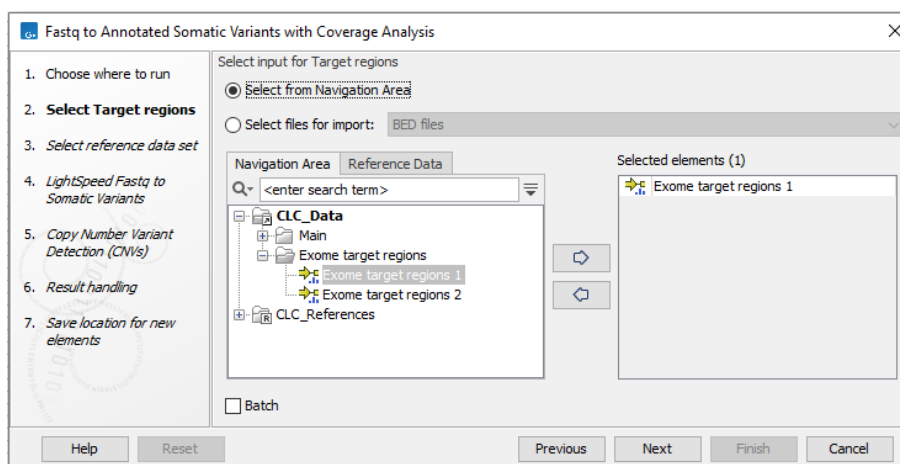 Fastq to Annotated Somatic Variants with Coverage Analysis
1. Choose where to run
2. Select Target regions
3. Select reference data set
4. LightSpeed Fastq to
Somatic Variants
5. Copy Number Variant
Detection (CNVs)
6. Result handling
7. Save location for new
elements
Select input for Target regions
Select from Navigation Area
Select files for import: BED files
Navigation Area Reference Data
<enter search term>
CLC_Data
Main
Exome target regions
Exome target regions 1
Exome target regions 2
CLC_References
Selected elements (1)
Exome target regions 1
Batch
Help Reset Previous Next Finish Cancel